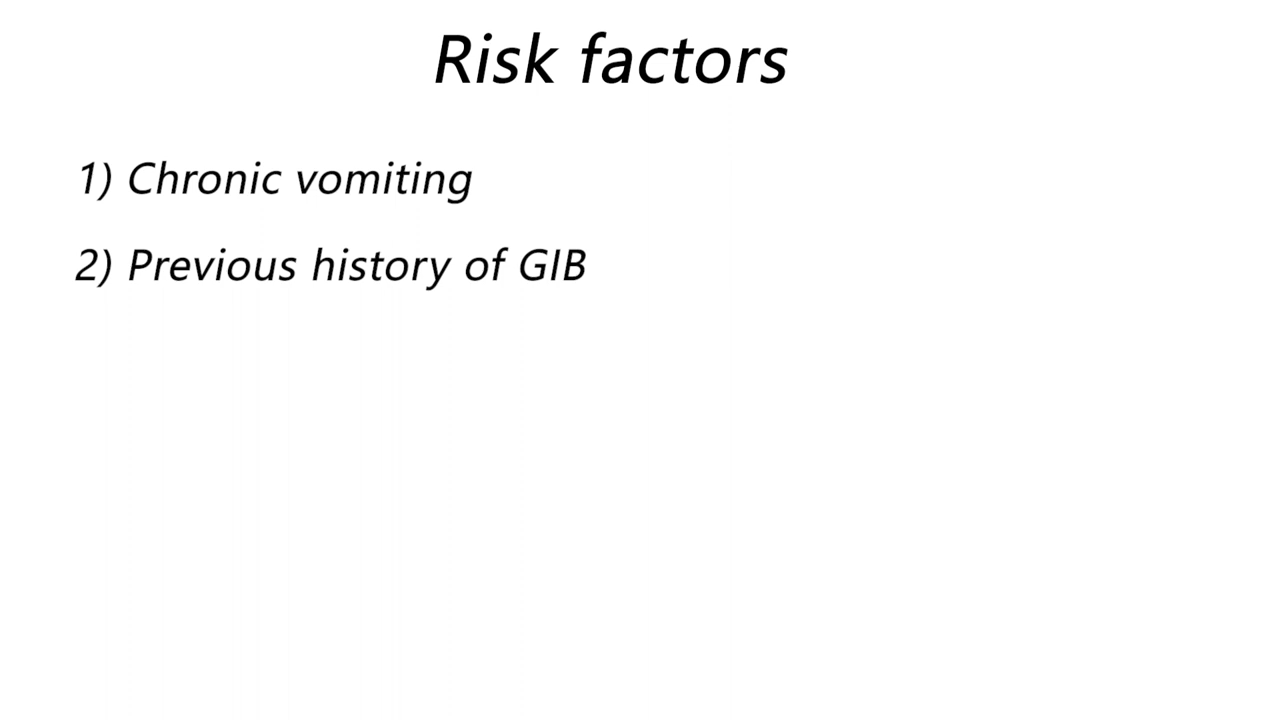 Risk factors
1) Chronic vomiting
2) Previous history of GIB